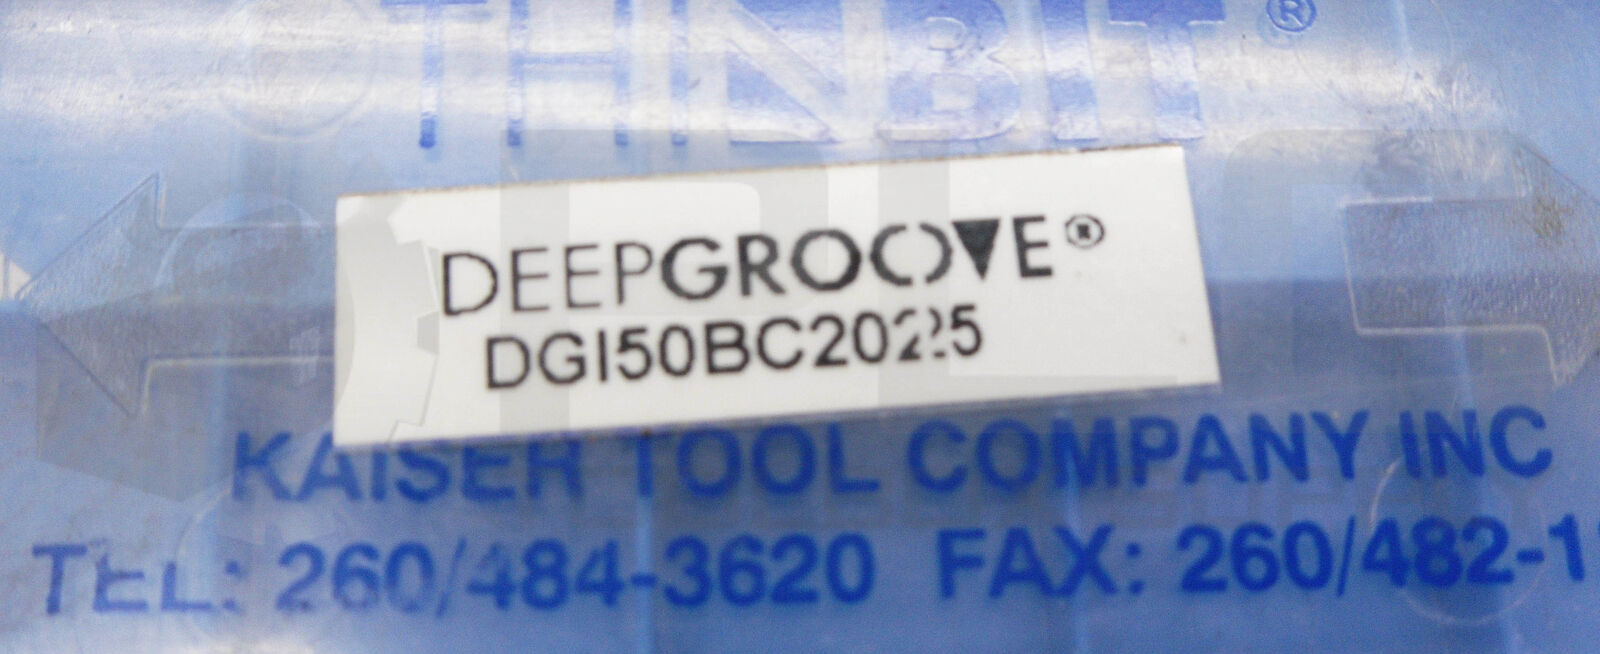 THINBIT®
DEEPGROOVE®
DGI50BC2025
KAISER TOOL COMPANY INC
TEL: 260/484-3620 FAX: 260/482-1